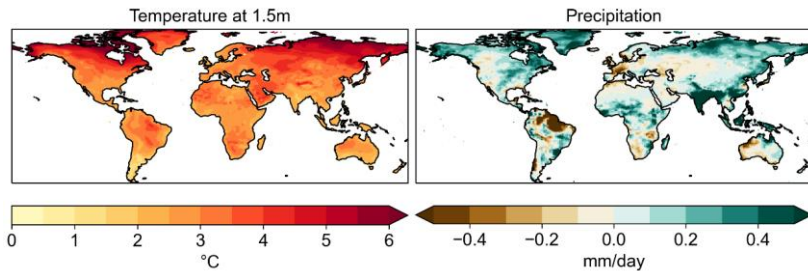 Temperature at 1.5m
Precipitation
0 1 2 3 4 5 6
°C
−0.4 −0.2 0.0 0.2 0.4
mm/day